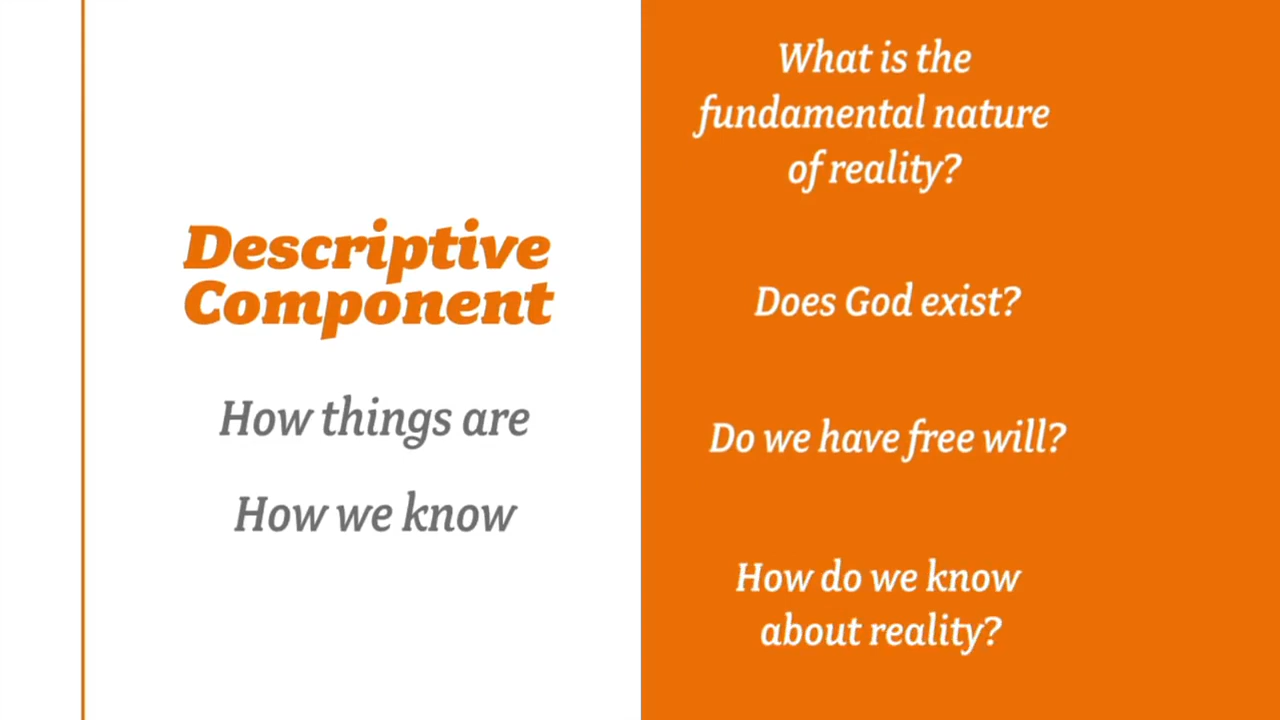 Descriptive
Component
How things are
How we know
What is the
fundamental nature
of reality?
Does God exist?
Do we have free will?
How do we know
about reality?